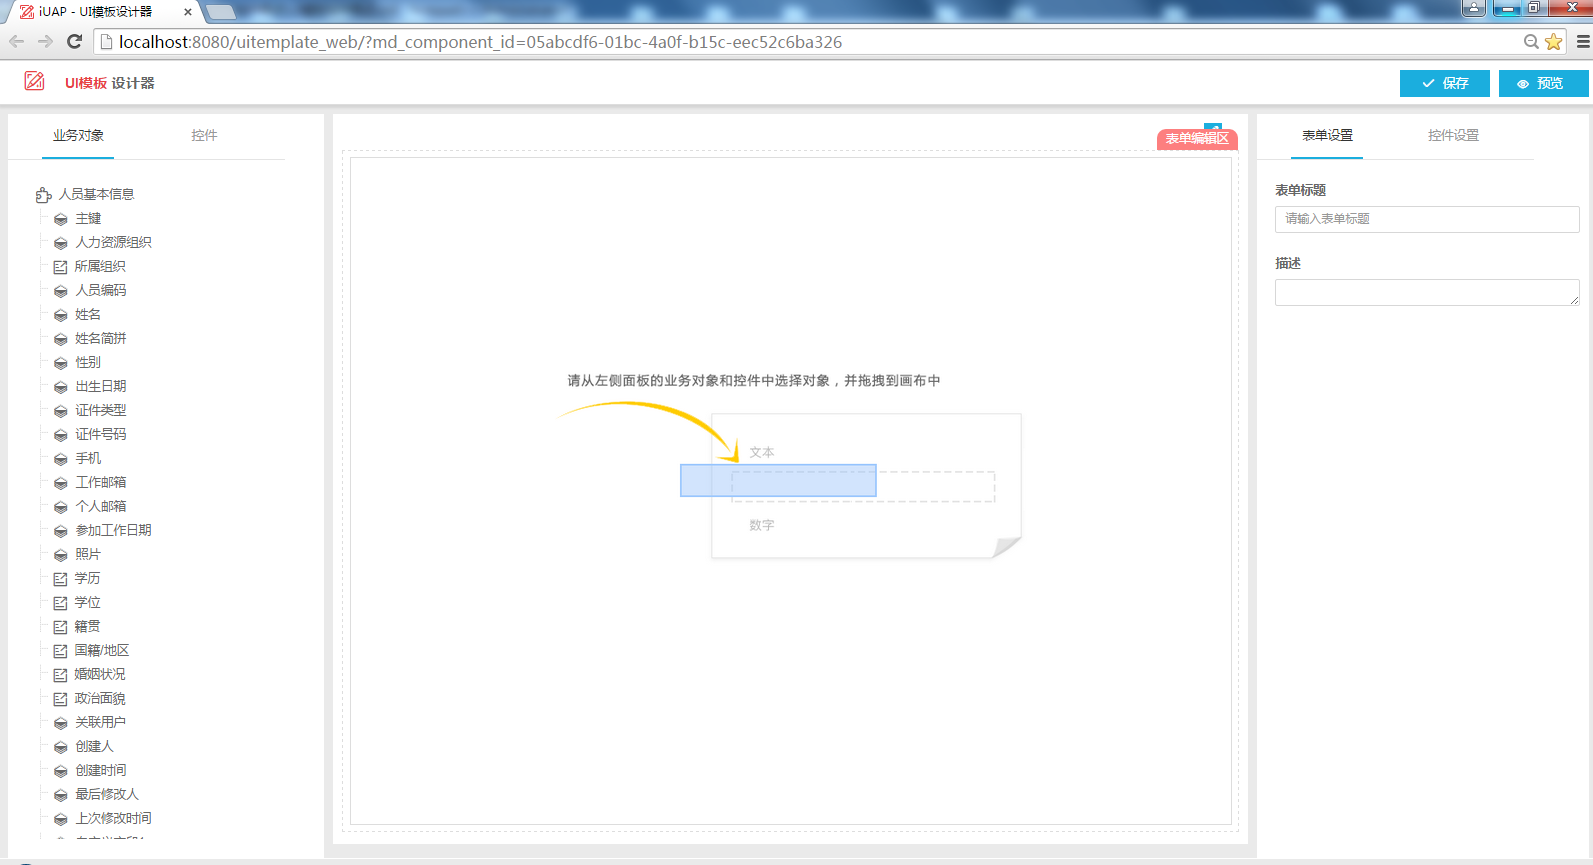 iUAP - UI模板设计器
localhost:8080/uitemplate_web/?md_component_id=05abcdf6-01bc-4a0f-b15c-eec52c6ba326
UI模板 设计器
保存
预览
业务对象
控件
表单编辑区
表单设置
控件设置
人员基本信息
主键
人力资源组织
所属组织
人员编码
姓名
姓名简拼
性别
出生日期
证件类型
证件号码
手机
工作邮箱
个人邮箱
参加工作日期
照片
学历
学位
籍贯
国籍/地区
婚姻状况
政治面貌
关联用户
创建人
创建时间
最后修改人
上次修改时间
请从左侧面板的业务对象和控件中选择对象，并拖拽到画布中
文本
数字
表单标题
请输入表单标题
描述